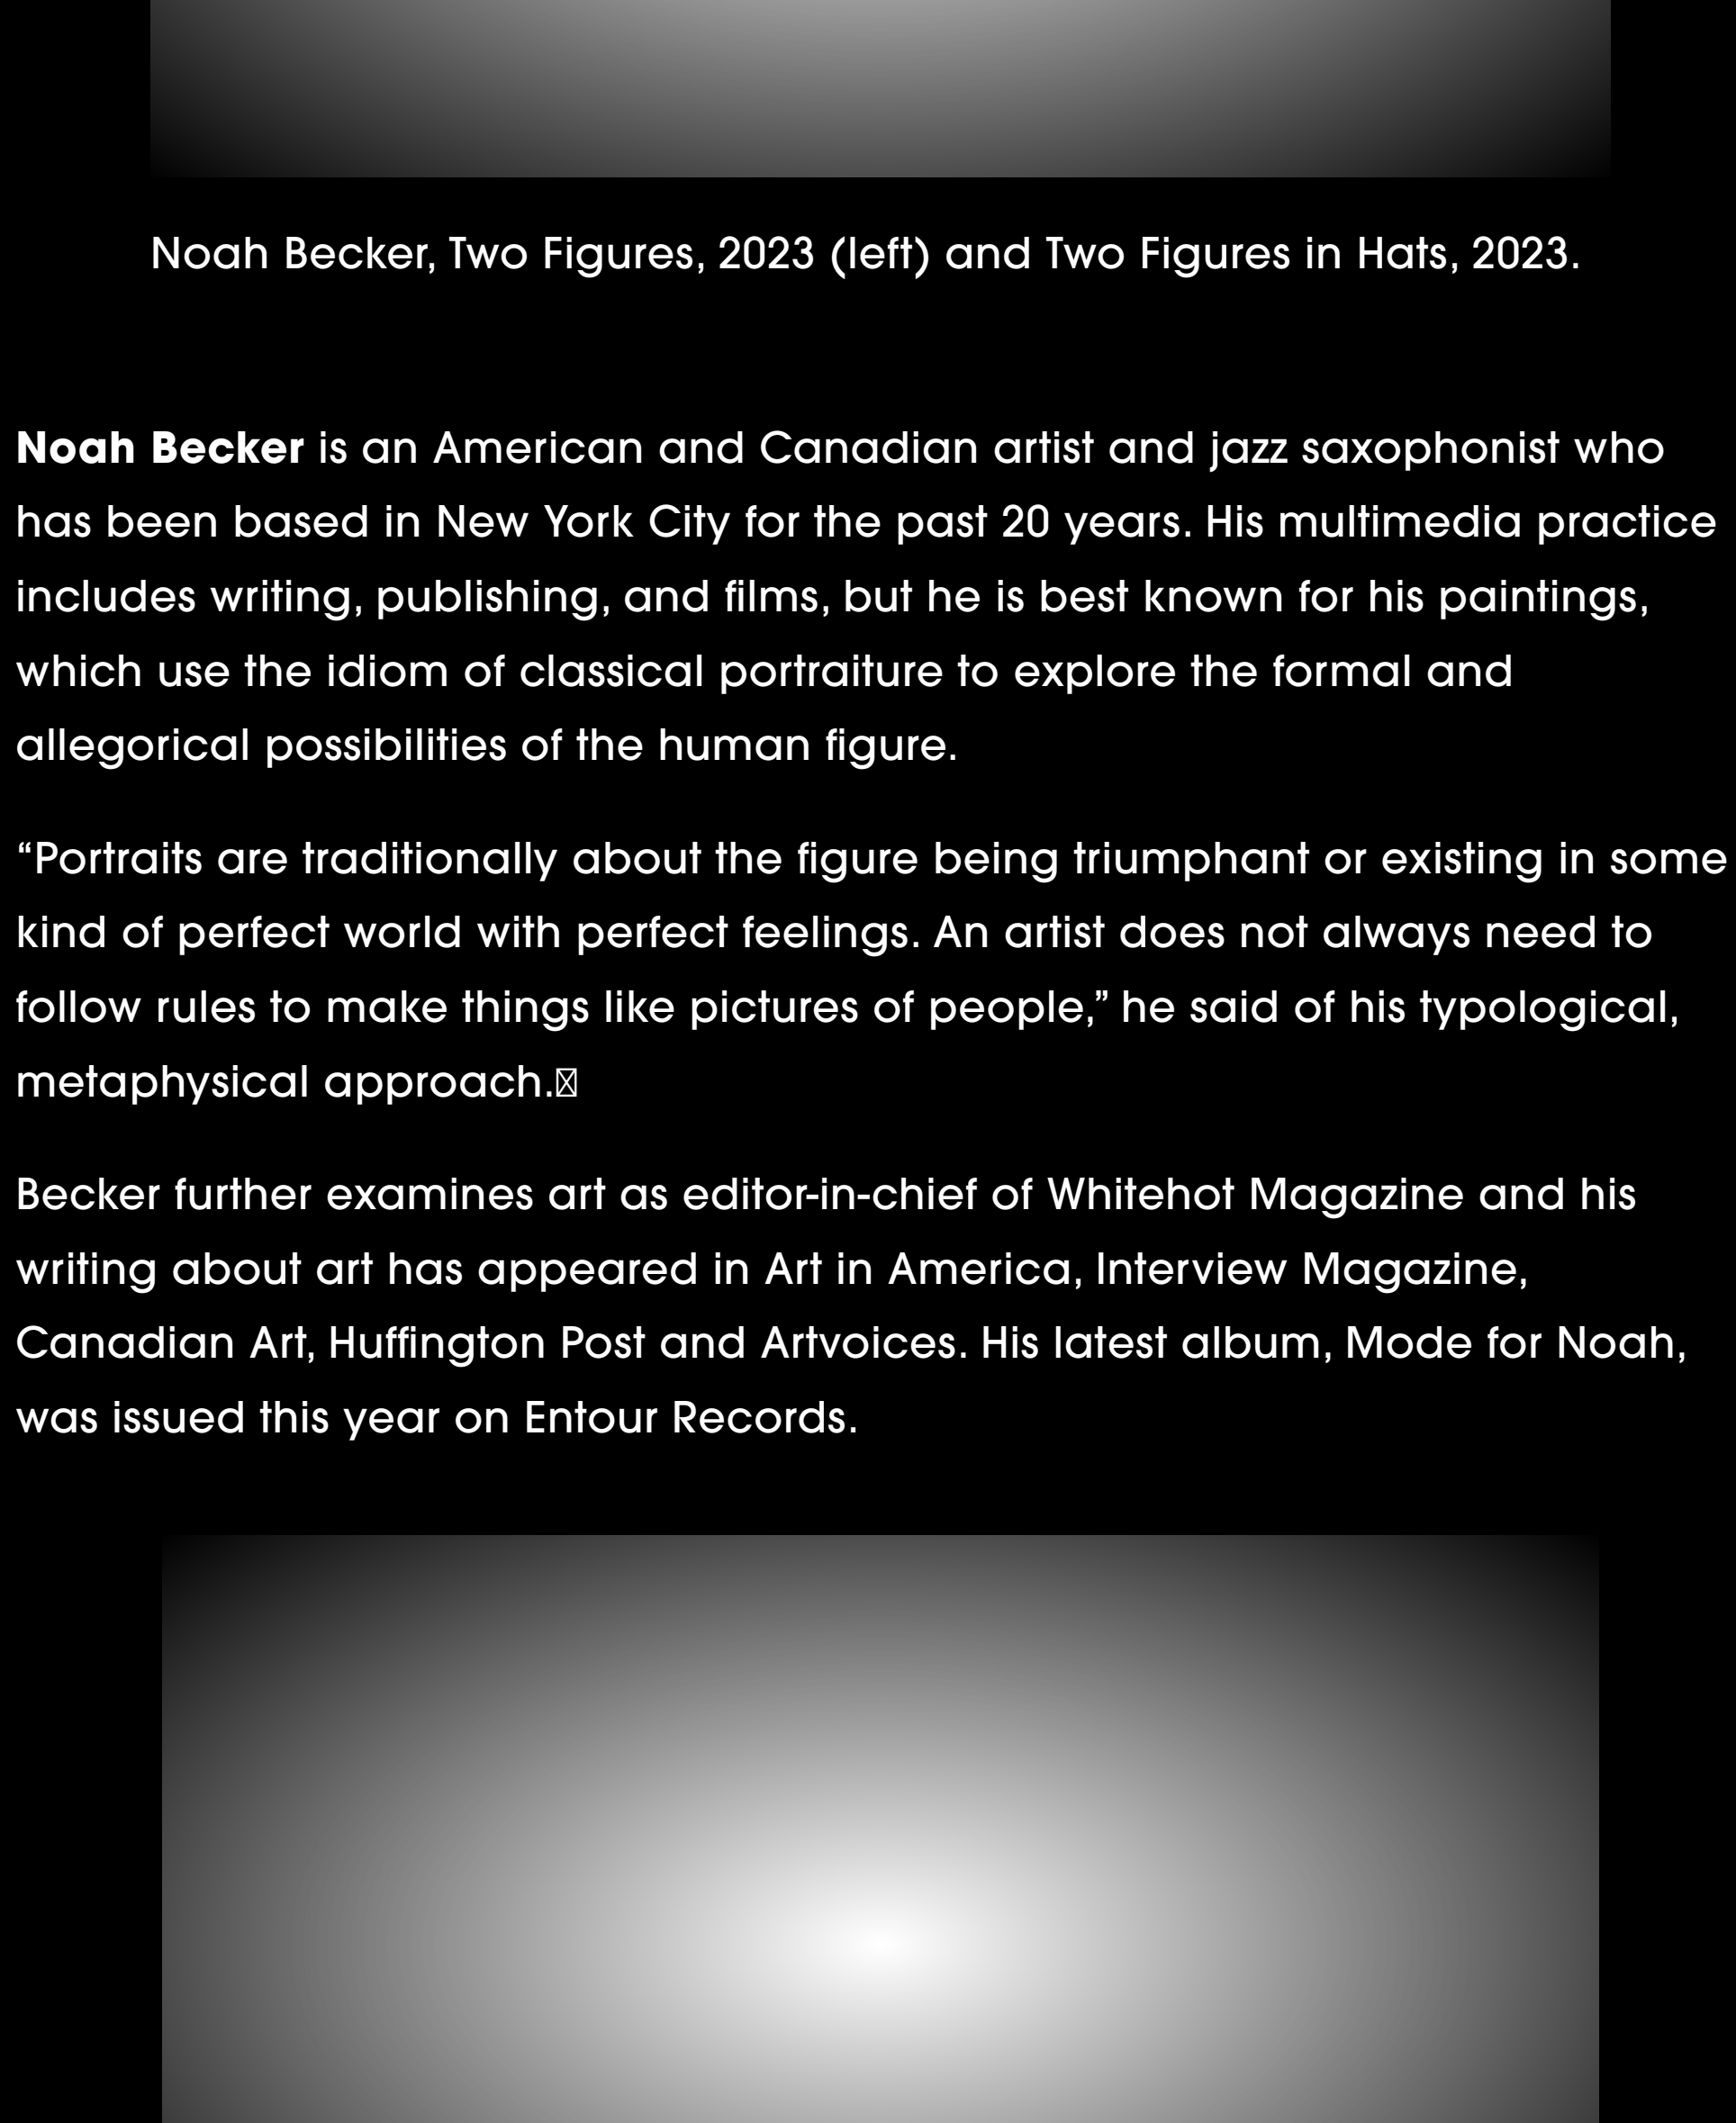 Noah Becker, Two Figures, 2023 (left) and Two Figures in Hats, 2023.
Noah Becker is an American and Canadian artist and jazz saxophonist who
has been based in New York City for the past 20 years. His multimedia practice
includes writing, publishing, and films, but he is best known for his paintings,
which use the idiom of classical portraiture to explore the formal and
allegorical possibilities of the human figure.
“Portraits are traditionally about the figure being triumphant or existing in some
kind of perfect world with perfect feelings. An artist does not always need to
follow rules to make things like pictures of people,” he said of his typological,
metaphysical approach.
Becker further examines art as editor-in-chief of Whitehot Magazine and his
writing about art has appeared in Art in America, Interview Magazine,
Canadian Art, Huffington Post and Artvoices. His latest album, Mode for Noah,
was issued this year on Entour Records.